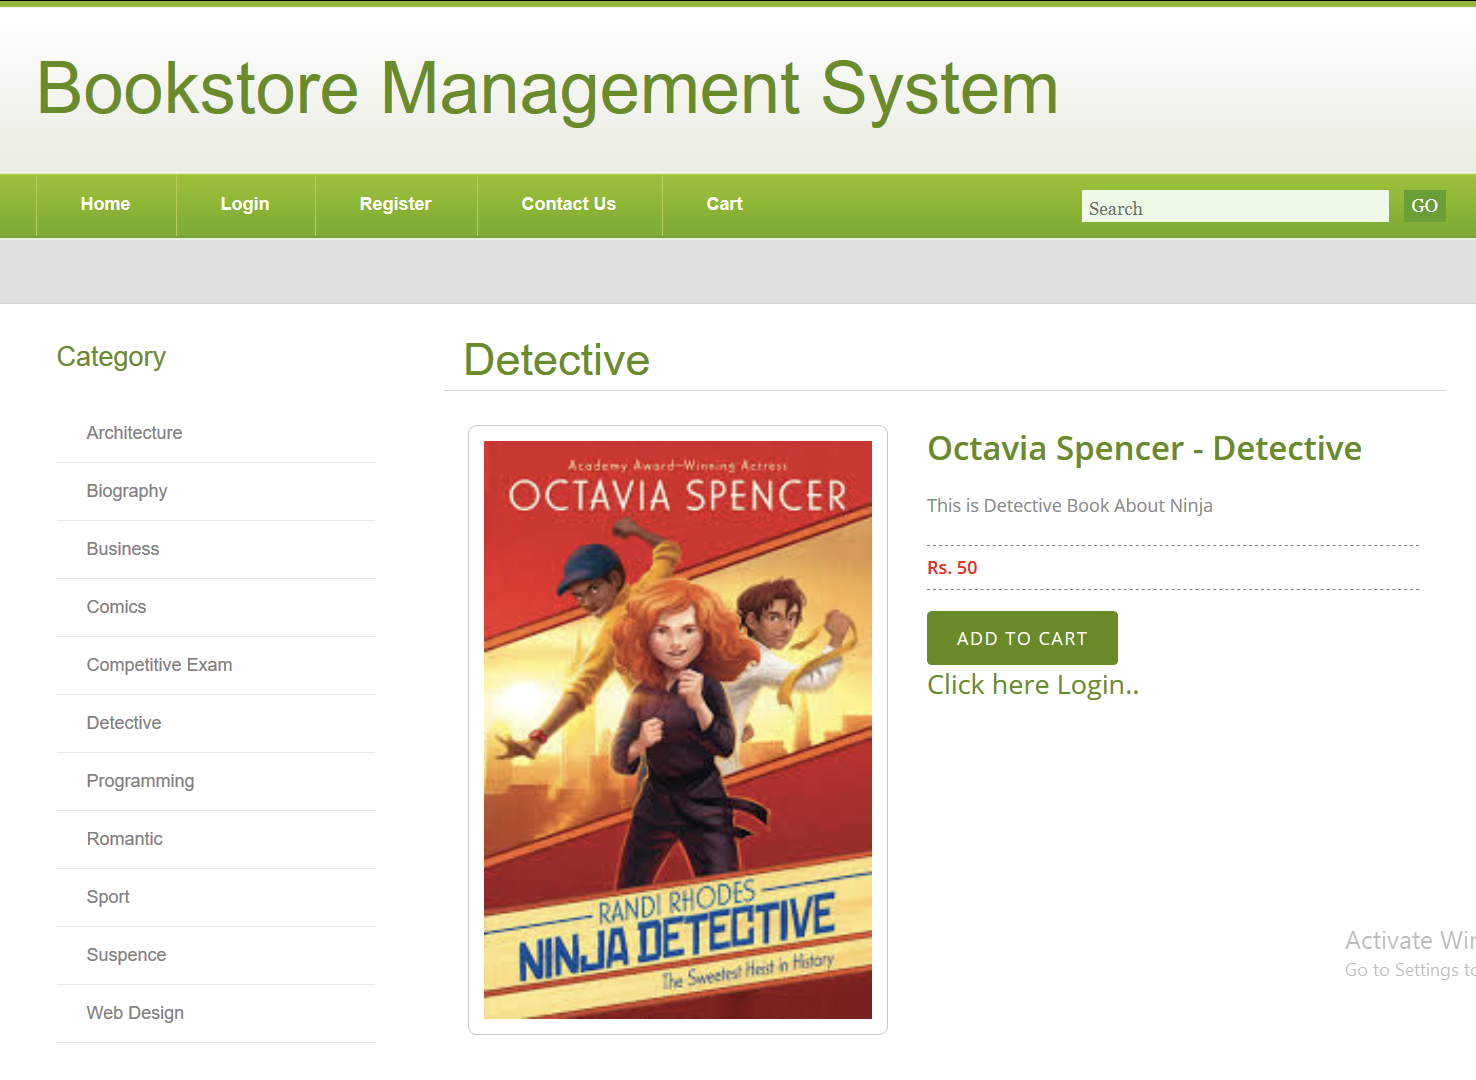 Bookstore Management System
Home Login Register Contact Us Cart Search GO
Category
Architecture
Biography
Business
Comics
Competitive Exam
Detective
Programming
Romantic
Sport
Suspence
Web Design
Detective
Academy Award–Winning Actress
OCTAVIA SPENCER
RANDI RHODES
NINJA DETECTIVE
The Sweetest Heist in History
Octavia Spencer - Detective
This is Detective Book About Ninja
Rs. 50
ADD TO CART
Click here Login..
Activate Wi
Go to Settings to